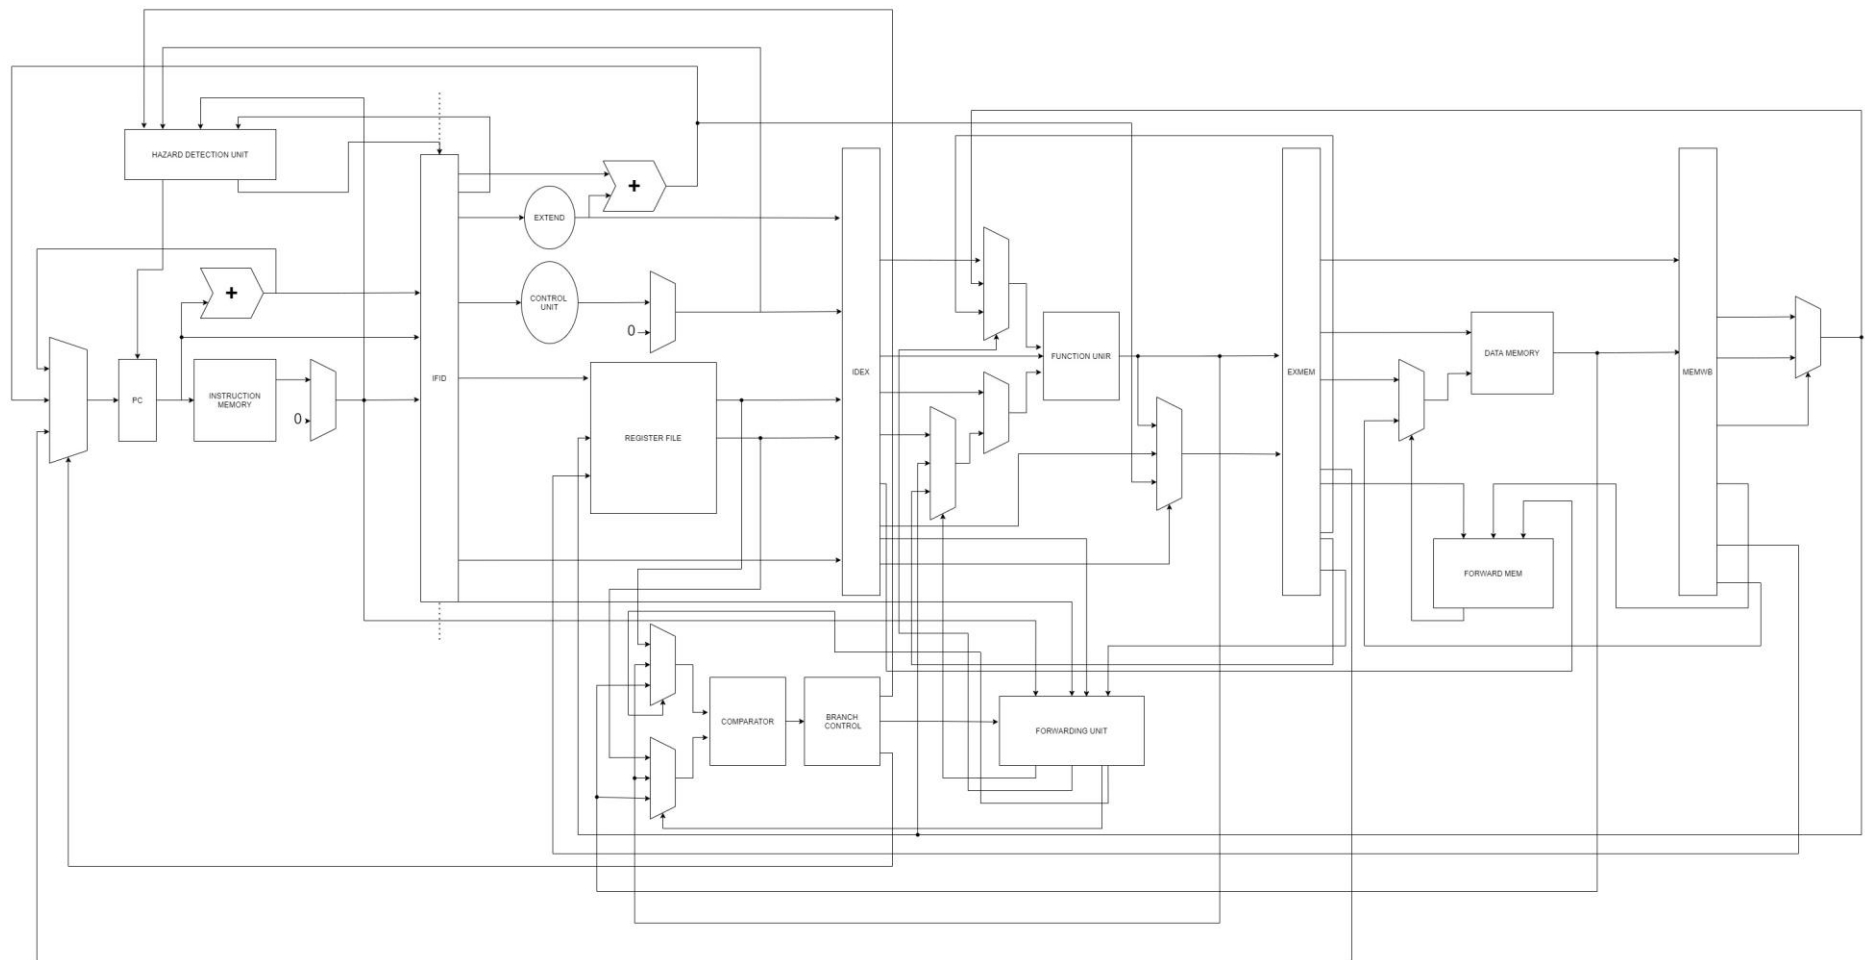 HAZARD DETECTION UNIT
+
EXTEND
+
CONTROL
UNIT
0
FUNCTION UNIR
DATA MEMORY
IFID
IDEX
EXMEM
MEMWB
PC
INSTRUCTION
MEMORY
0
REGISTER FILE
FORWARD MEM
COMPARATOR
BRANCH
CONTROL
FORWARDING UNIT